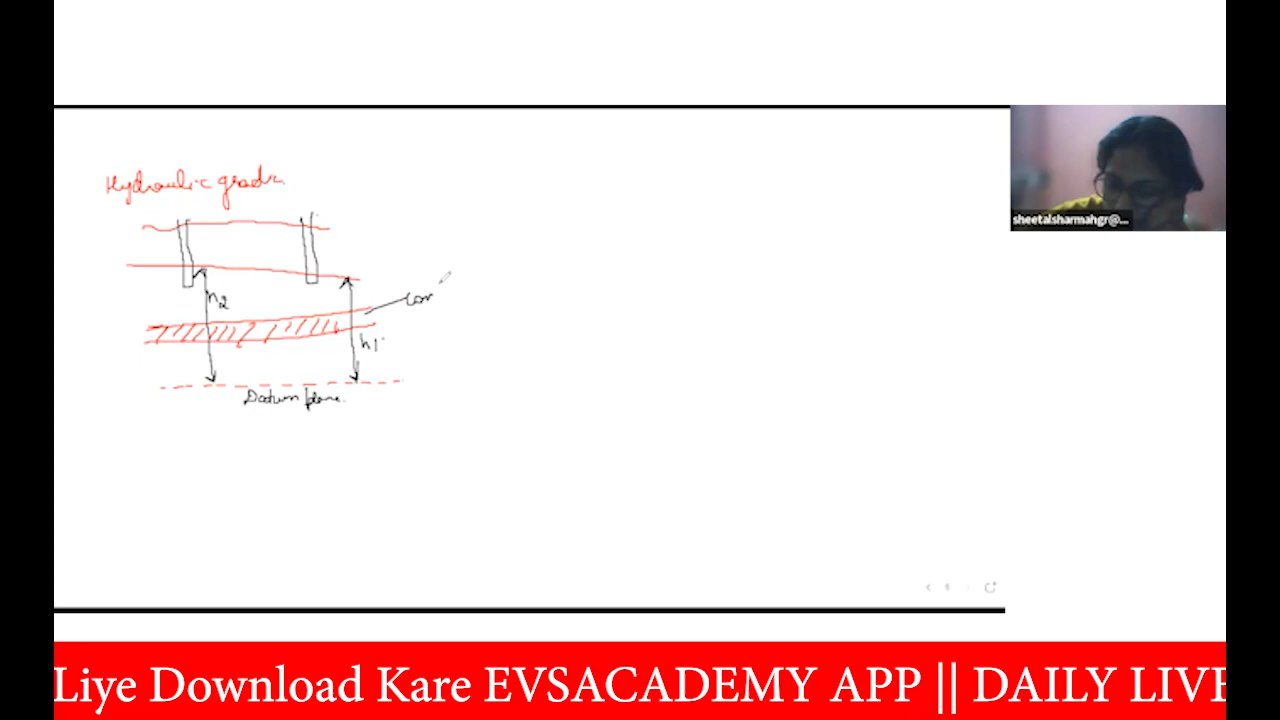 Hydraulic gradi
sheetalsharmahgr@...
h2
con
h1
Datum plane
Liye Download Kare EVSACADEMY APP || DAILY LIVE